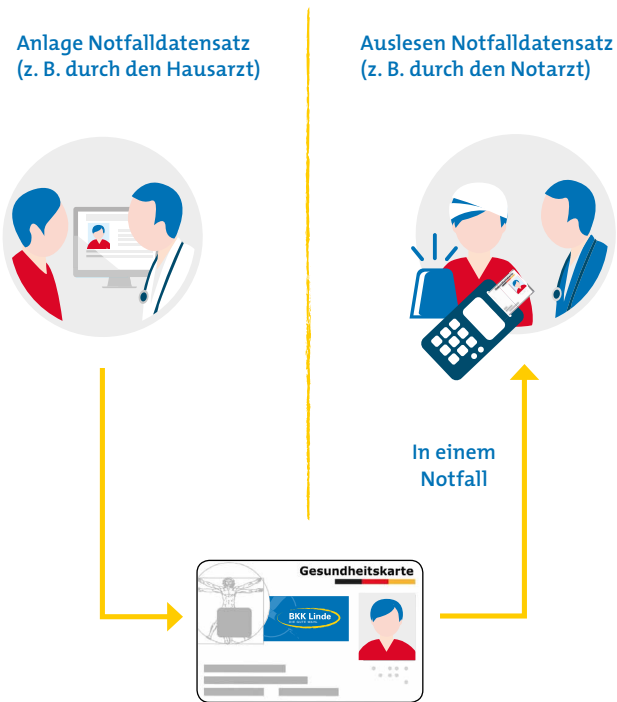 Anlage Notfalldatensatz
(z. B. durch den Hausarzt)
Auslesen Notfalldatensatz
(z. B. durch den Notarzt)
In einem
Notfall
Gesundheitskarte
BKK Linde